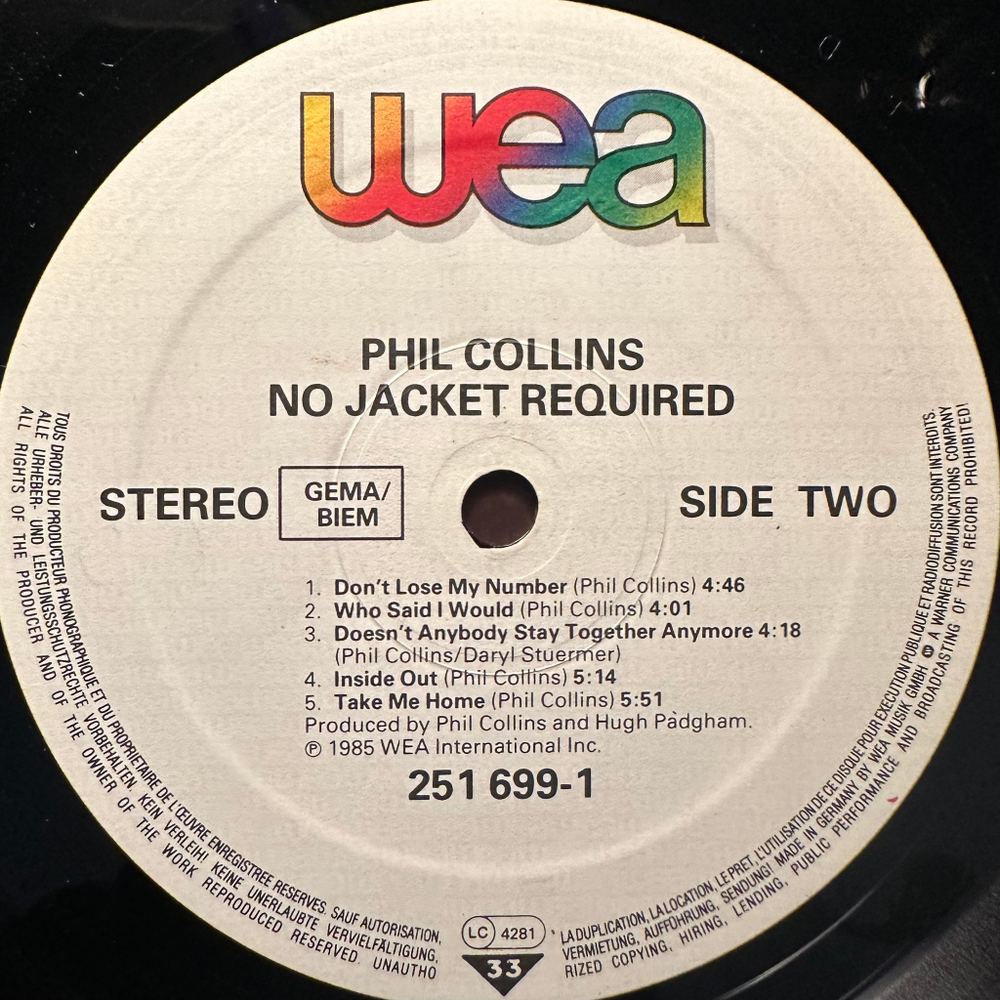 wea
PHIL COLLINS
NO JACKET REQUIRED
STEREO
GEMA/
BIEM
SIDE TWO
1. Don't Lose My Number (Phil Collins) 4:46
2. Who Said I Would (Phil Collins) 4:01
3. Doesn't Anybody Stay Together Anymore 4:18
(Phil Collins/Daryl Stuermer)
4. Inside Out (Phil Collins) 5:14
5. Take Me Home (Phil Collins) 5:51
Produced by Phil Collins and Hugh Padgham.
℗ 1985 WEA International Inc.
251 699-1
TOUS DROITS DU PRODUCTEUR PHONOGRAPHIQUE ET DU PROPRIETAIRE DE L'ŒUVRE ENREGISTREE RESERVES. SAUF AUTORISATION, LA DUPLICATION, LA LOCATION, LE PRET, L'UTILISATION DE CE DISQUE POUR EXECUTION PUBLIQUE ET RADIODIFFUSION SONT INTERDITS.
ALLE URHEBER- UND LEISTUNGSSCHUTZRECHTE VORBEHALTEN. KEIN VERLEIH! KEINE UNERLAUBTE VERVIELFÄLTIGUNG, VERMIETUNG, AUFFÜHRUNG, SENDUNG! MADE IN GERMANY BY WEA MUSIK GMBH A WARNER COMMUNICATIONS COMPANY
ALL RIGHTS OF THE PRODUCER AND OF THE OWNER OF THE WORK REPRODUCED RESERVED. UNAUTHORIZED COPYING, HIRING, LENDING, PUBLIC PERFORMANCE AND BROADCASTING OF THIS RECORD PROHIBITED!
LC 4281
33